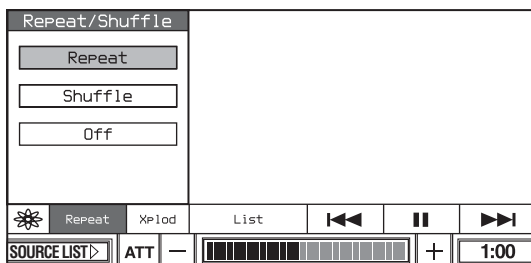 Repeat/Shuffle
Repeat
Shuffle
Off
Repeat Xplod List
SOURCE LIST ATT − + 1:00